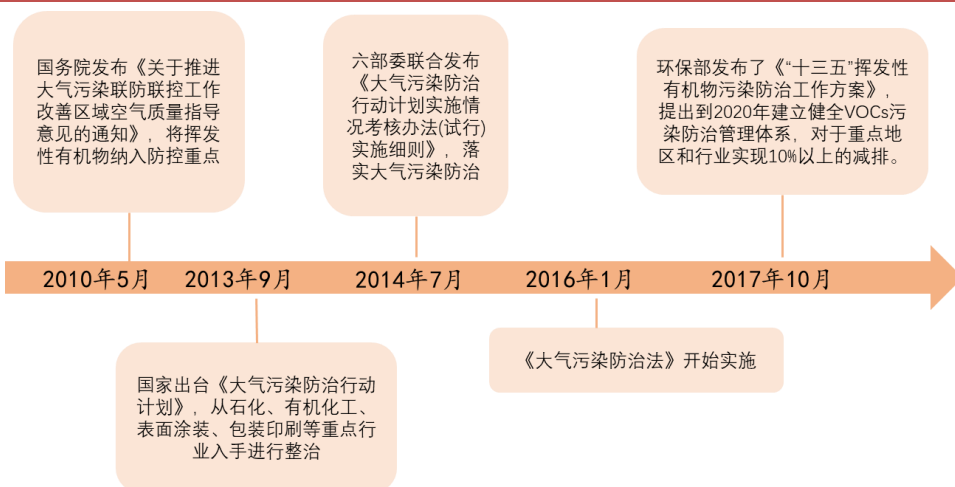 国务院发布《关于推进
大气污染联防联控工作
改善区域空气质量指导
意见的通知》，将挥发
性有机物纳入防控重点
六部委联合发布
《大气污染防治
行动计划实施情
况考核办法(试行)
实施细则》，落
实大气污染防治
环保部发布了《“十三五”挥发性
有机物污染防治工作方案》，
提出到2020年建立健全VOCs污
染防治管理体系，对于重点地
区和行业实现10%以上的减排。
2010年5月
2013年9月
2014年7月
2016年1月
2017年10月
国家出台《大气污染防治行动
计划》，从石化、有机化工、
表面涂装、包装印刷等重点行
业入手进行整治
《大气污染防治法》开始实施